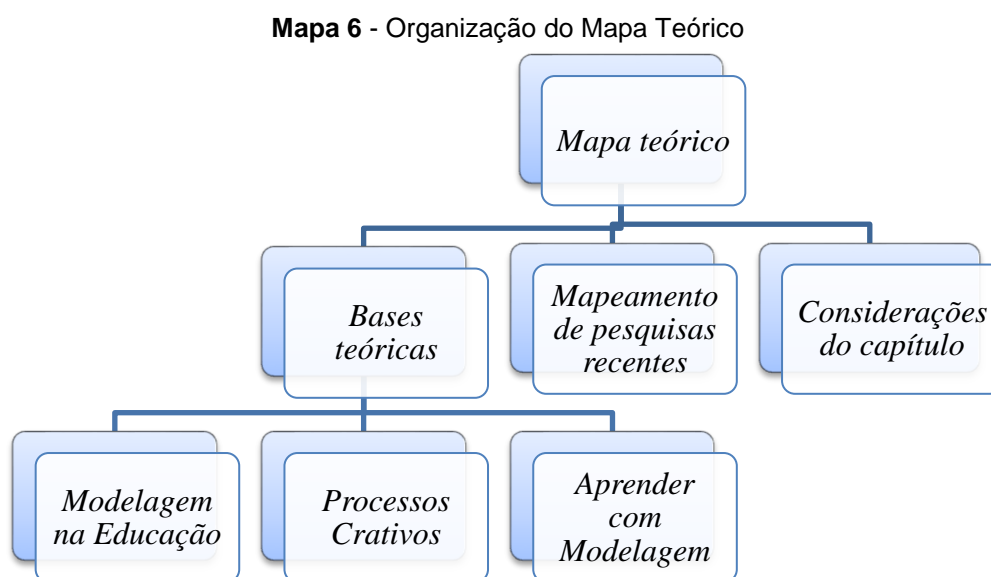 Mapa 6 - Organização do Mapa Teórico
Mapa teórico
Bases
teóricas
Mapeamento
de pesquisas
recentes
Considerações
do capítulo
Modelagem
na Educação
Processos
Crativos
Aprender
com
Modelagem